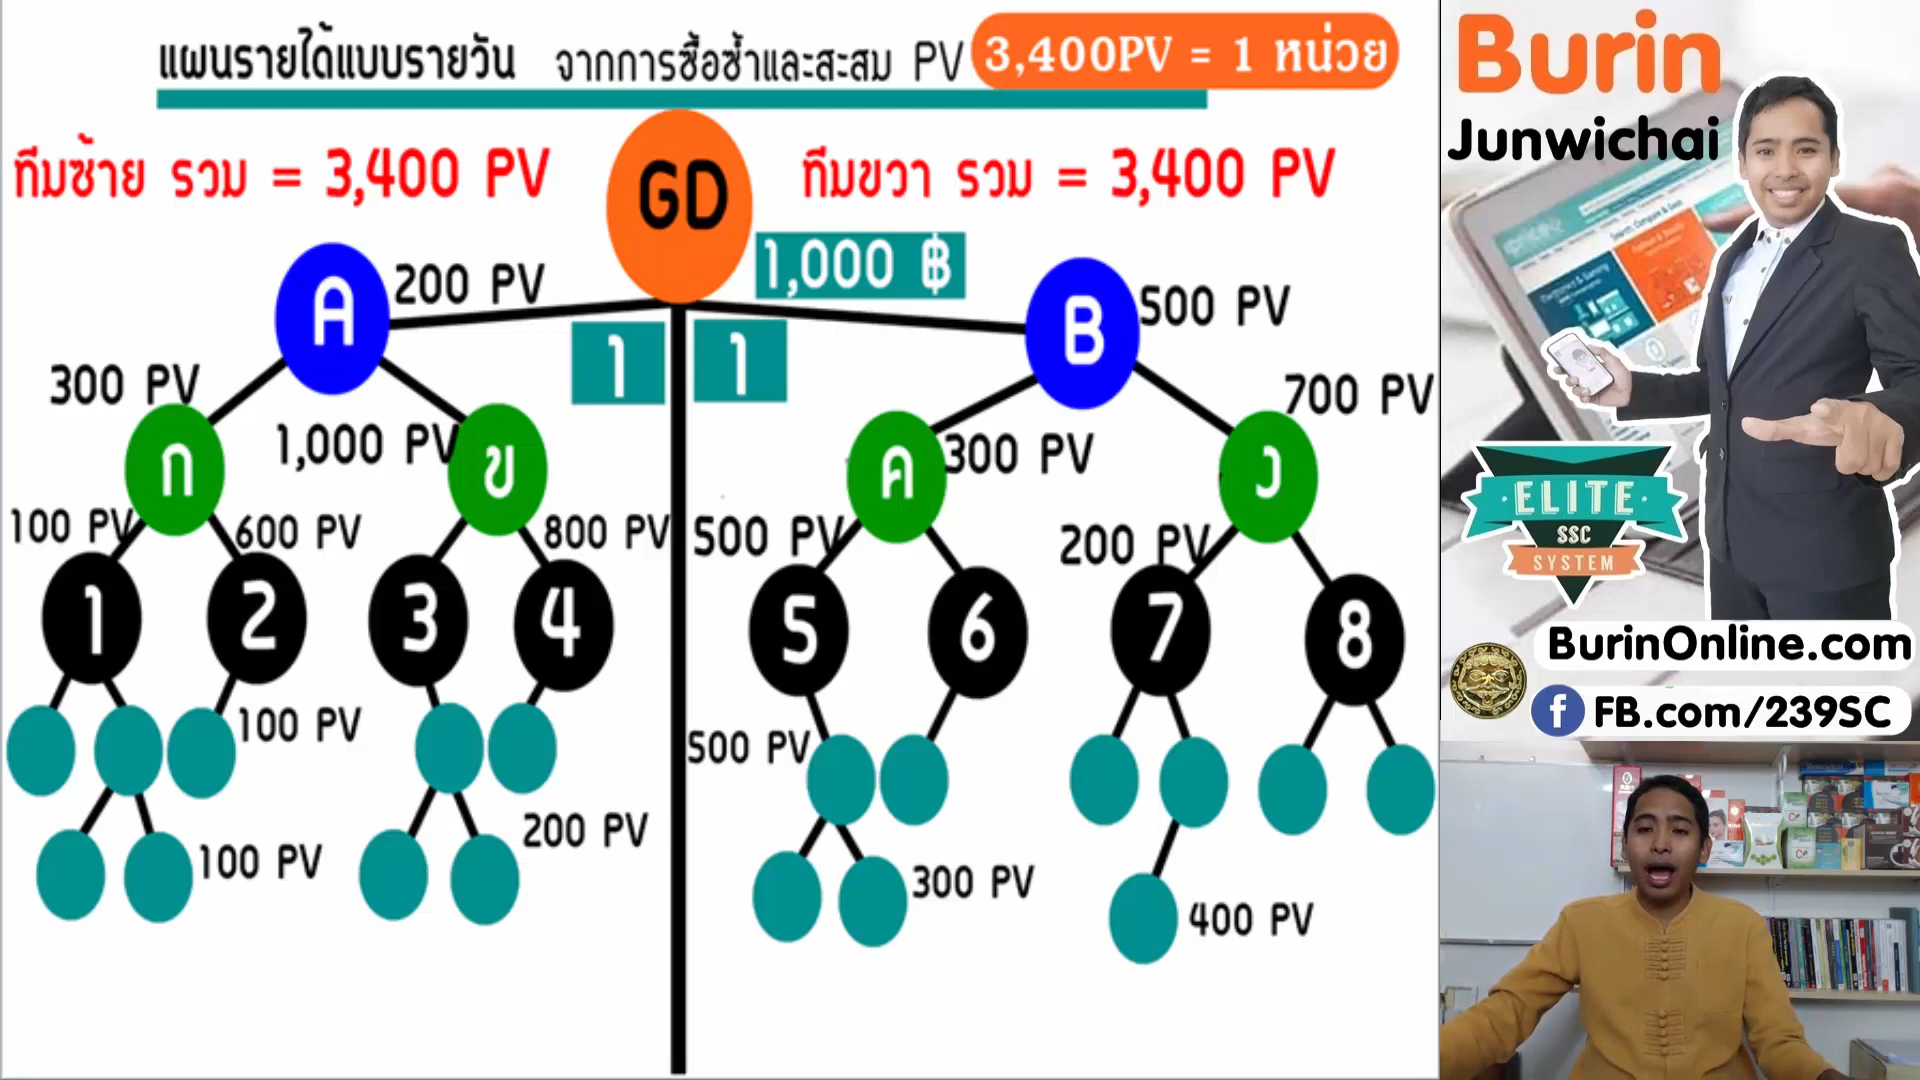 แผนรายได้แบบรายวัน จากการซื้อซ้ำและสะสม PV 3,400PV = 1 หน่วย
ทีมซ้าย รวม = 3,400 PV
GD
ทีมขวา รวม = 3,400 PV
1,000 ฿
A
200 PV
B
500 PV
1
1
300 PV
ก
1,000 PV
ข
ค
300 PV
ง
700 PV
100 PV
600 PV
800 PV
500 PV
200 PV
1
2
3
4
5
6
7
8
100 PV
500 PV
100 PV
200 PV
300 PV
400 PV
Burin
Junwichai
ELITE
SSC
SYSTEM
BurinOnline.com
f FB.com/239SC